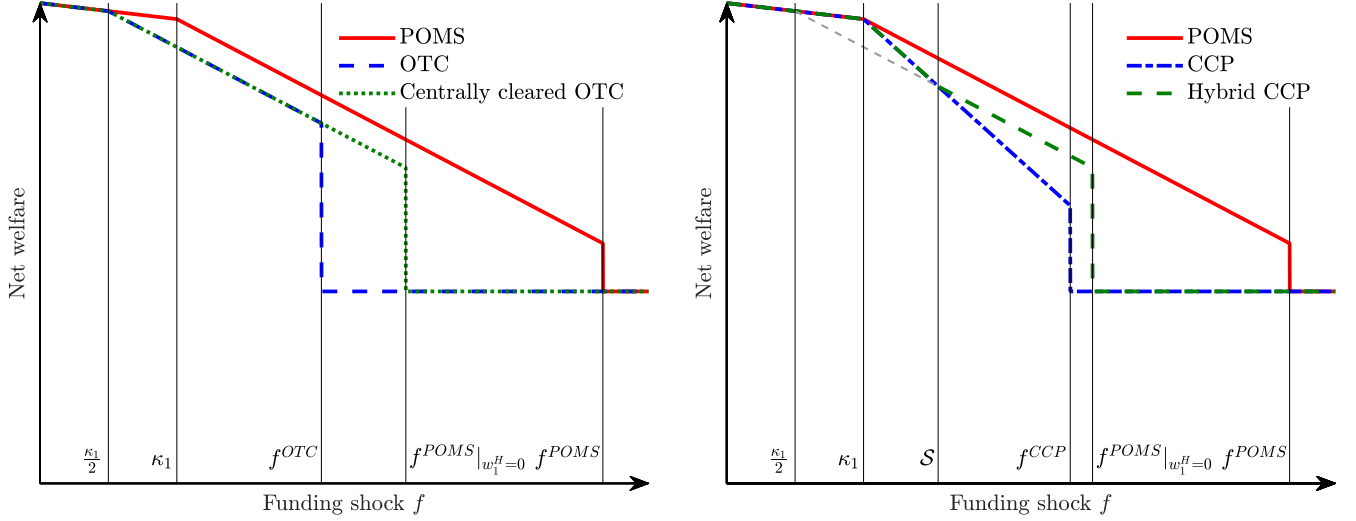 POMS
OTC
Centrally cleared OTC
Net welfare
κ₁/2 κ₁ f^{OTC} f^{POMS}|_{w₁^H=0} f^{POMS}
Funding shock f
POMS
CCP
Hybrid CCP
Net welfare
κ₁/2 κ₁ 𝒮 f^{CCP} f^{POMS}|_{w₁^H=0} f^{POMS}
Funding shock f